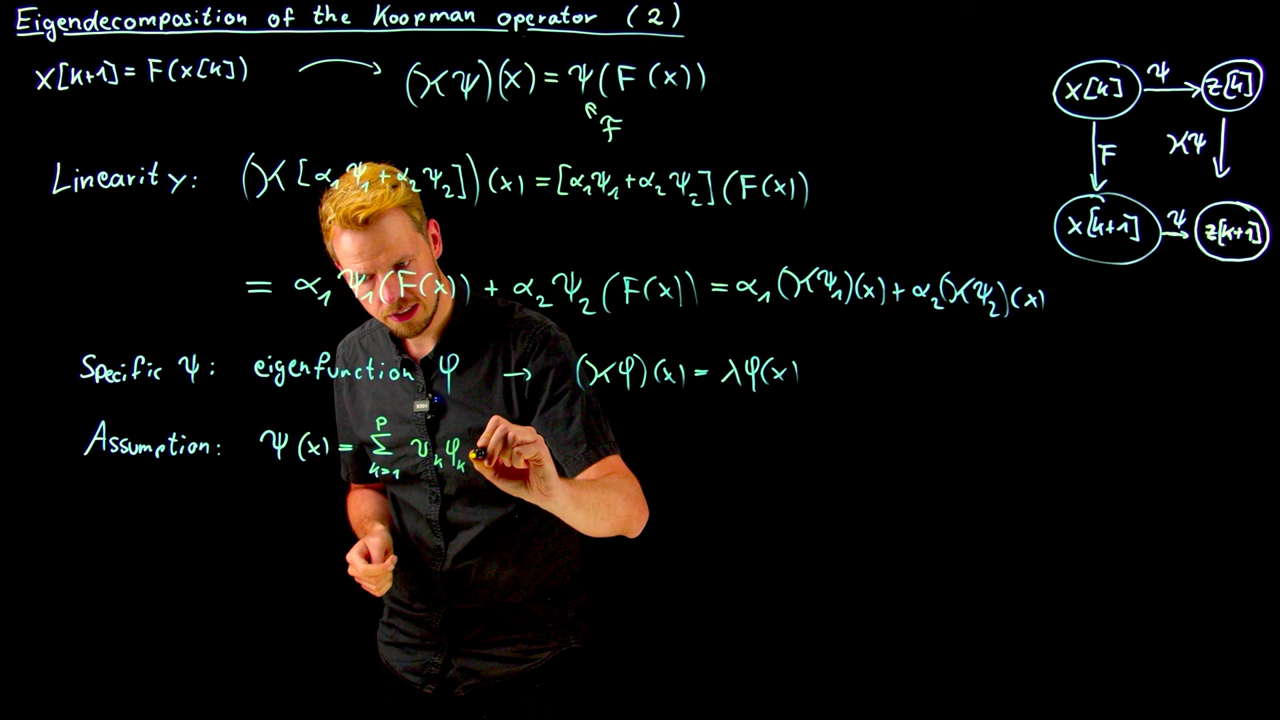 Eigendecomposition of the Koopman operator (2)
x[k+1] = F(x[k]) → (𝒦ψ)(x) = ψ(F(x))
F
Linearity: (𝒦[α₁ψ₁ + α₂ψ₂])(x) = [α₁ψ₁ + α₂ψ₂](F(x))
= α₁ψ₁(F(x)) + α₂ψ₂(F(x)) = α₁(𝒦ψ₁)(x) + α₂(𝒦ψ₂)(x)
Specific ψ: eigenfunction φ → (𝒦φ)(x) = λφ(x)
Assumption: ψ(x) = Σ_{k=1}^{P} v_k φ_k
x[k] ψ z[k]
F 𝒦ψ
x[k+1] ψ z[k+1]